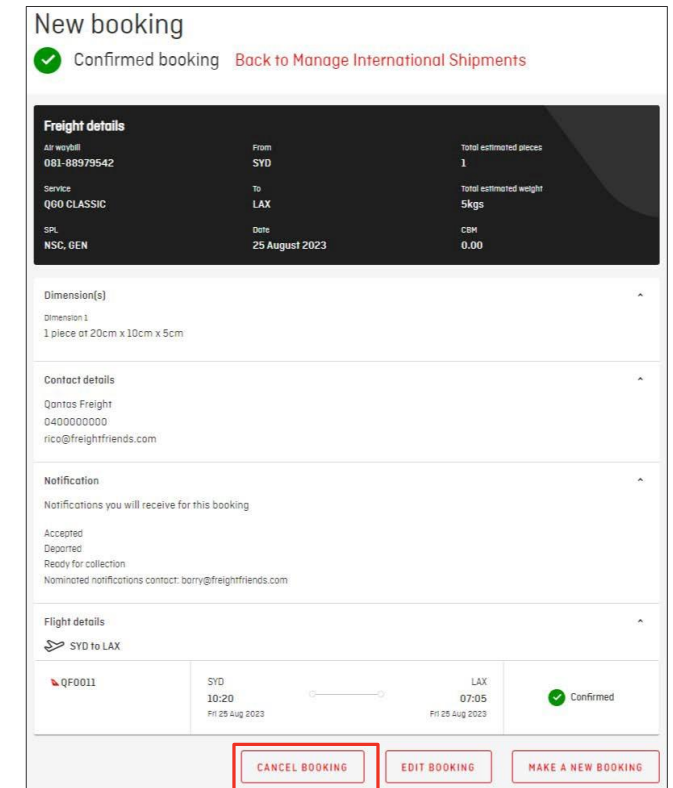 New booking
Confirmed booking Back to Manage International Shipments
Freight details
Air waybill From Total estimated pieces
081-88979542 SYD 1
Service To Total estimated weight
QGO CLASSIC LAX 5kgs
SPL Date CBM
NSC, GEN 25 August 2023 0.00
Dimension(s)
Dimension 1
1 piece at 20cm x 10cm x 5cm
Contact details
Qantas Freight
0400000000
rico@freightfriends.com
Notification
Notifications you will receive for this booking
Accepted
Departed
Ready for collection
Nominated notifications contact: barry@freightfriends.com
Flight details
SYD to LAX
QF0011 SYD LAX Confirmed
10:20 07:05
Fri 25 Aug 2023 Fri 25 Aug 2023
CANCEL BOOKING EDIT BOOKING MAKE A NEW BOOKING